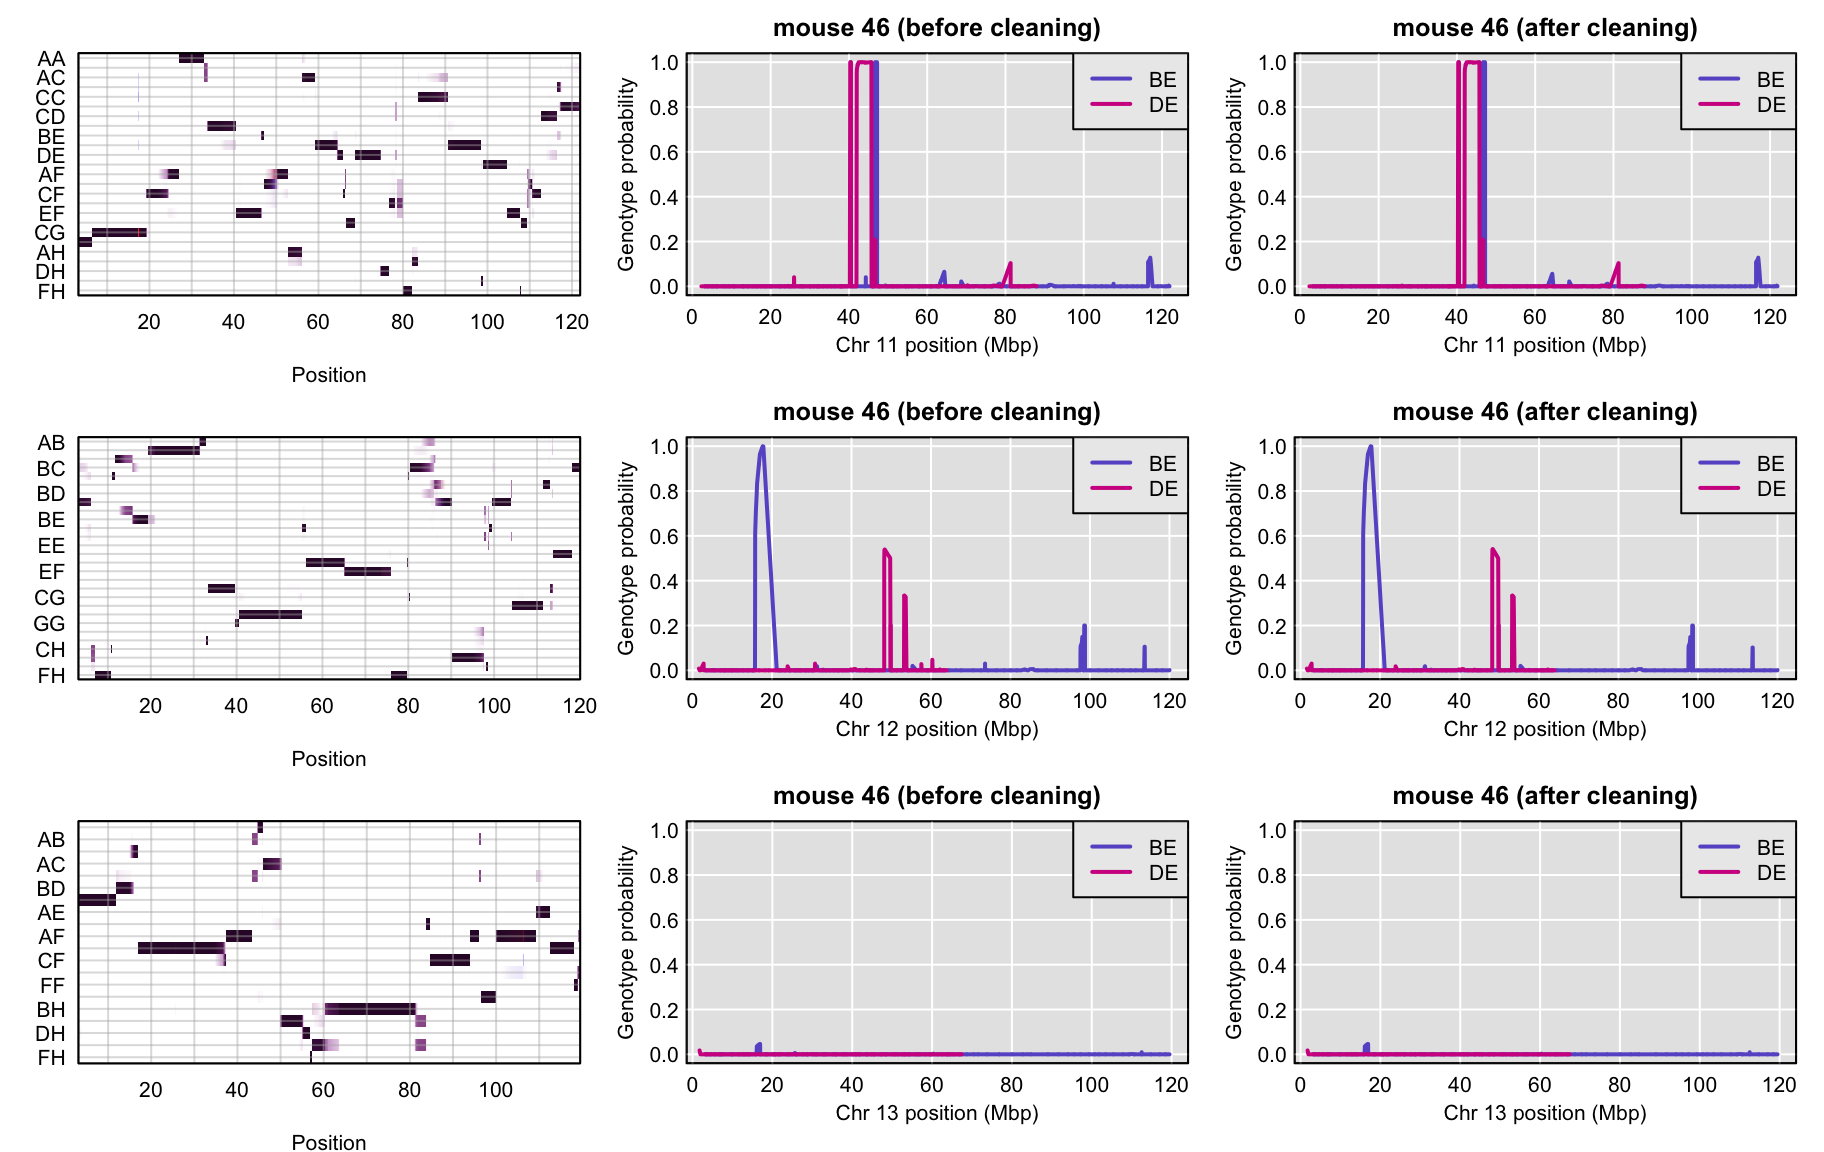 AA
AC
CC
CD
BE
DE
AF
CF
EF
CG
AH
DH
FH
20 40 60 80 100 120
Position
mouse 46 (before cleaning)
Genotype probability
1.0
0.8
0.6
0.4
0.2
0.0
BE
DE
0 20 40 60 80 100 120
Chr 11 position (Mbp)
mouse 46 (after cleaning)
Genotype probability
1.0
0.8
0.6
0.4
0.2
0.0
BE
DE
0 20 40 60 80 100 120
Chr 11 position (Mbp)
AB
BC
BD
BE
EE
EF
CG
GG
CH
FH
20 40 60 80 100 120
Position
mouse 46 (before cleaning)
Genotype probability
1.0
0.8
0.6
0.4
0.2
0.0
BE
DE
0 20 40 60 80 100 120
Chr 12 position (Mbp)
mouse 46 (after cleaning)
Genotype probability
1.0
0.8
0.6
0.4
0.2
0.0
BE
DE
0 20 40 60 80 100 120
Chr 12 position (Mbp)
AB
AC
BD
AE
AF
CF
FF
BH
DH
FH
20 40 60 80 100
Position
mouse 46 (before cleaning)
Genotype probability
1.0
0.8
0.6
0.4
0.2
0.0
BE
DE
0 20 40 60 80 100 120
Chr 13 position (Mbp)
mouse 46 (after cleaning)
Genotype probability
1.0
0.8
0.6
0.4
0.2
0.0
BE
DE
0 20 40 60 80 100 120
Chr 13 position (Mbp)